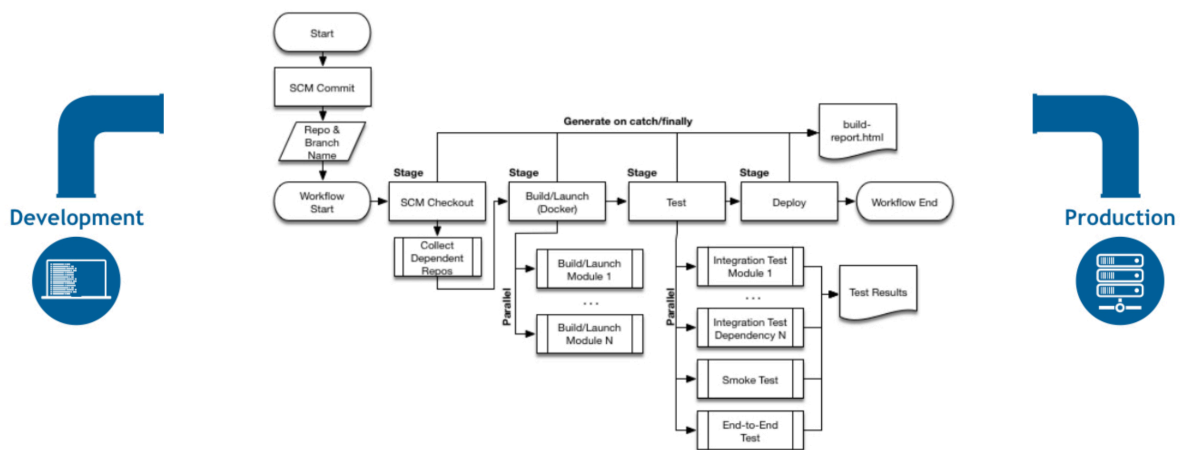 Start
SCM Commit
Repo &
Branch
Name
Generate on catch/finally
build-
report.html
Development
Workflow
Start
Stage
SCM Checkout
Stage
Build/Launch
(Docker)
Stage
Test
Stage
Deploy
Workflow End
Production
Collect
Dependent
Repos
Parallel
Build/Launch
Module 1
...
Build/Launch
Module N
Parallel
Integration Test
Module 1
...
Integration Test
Dependency N
Smoke Test
End-to-End
Test
Test Results